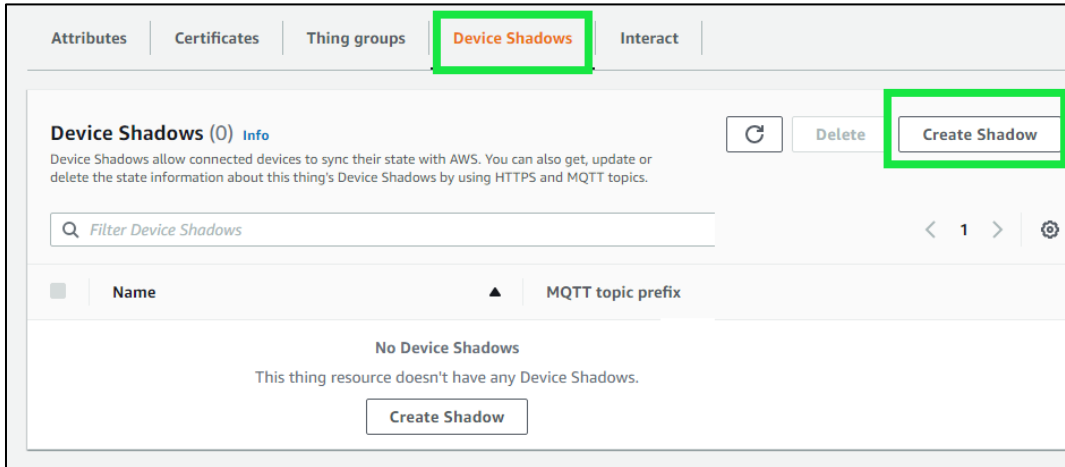 Attributes Certificates Thing groups Device Shadows Interact
Device Shadows (0) Info
Delete Create Shadow
Device Shadows allow connected devices to sync their state with AWS. You can also get, update or
delete the state information about this thing's Device Shadows by using HTTPS and MQTT topics.
Filter Device Shadows
1
Name MQTT topic prefix
No Device Shadows
This thing resource doesn't have any Device Shadows.
Create Shadow